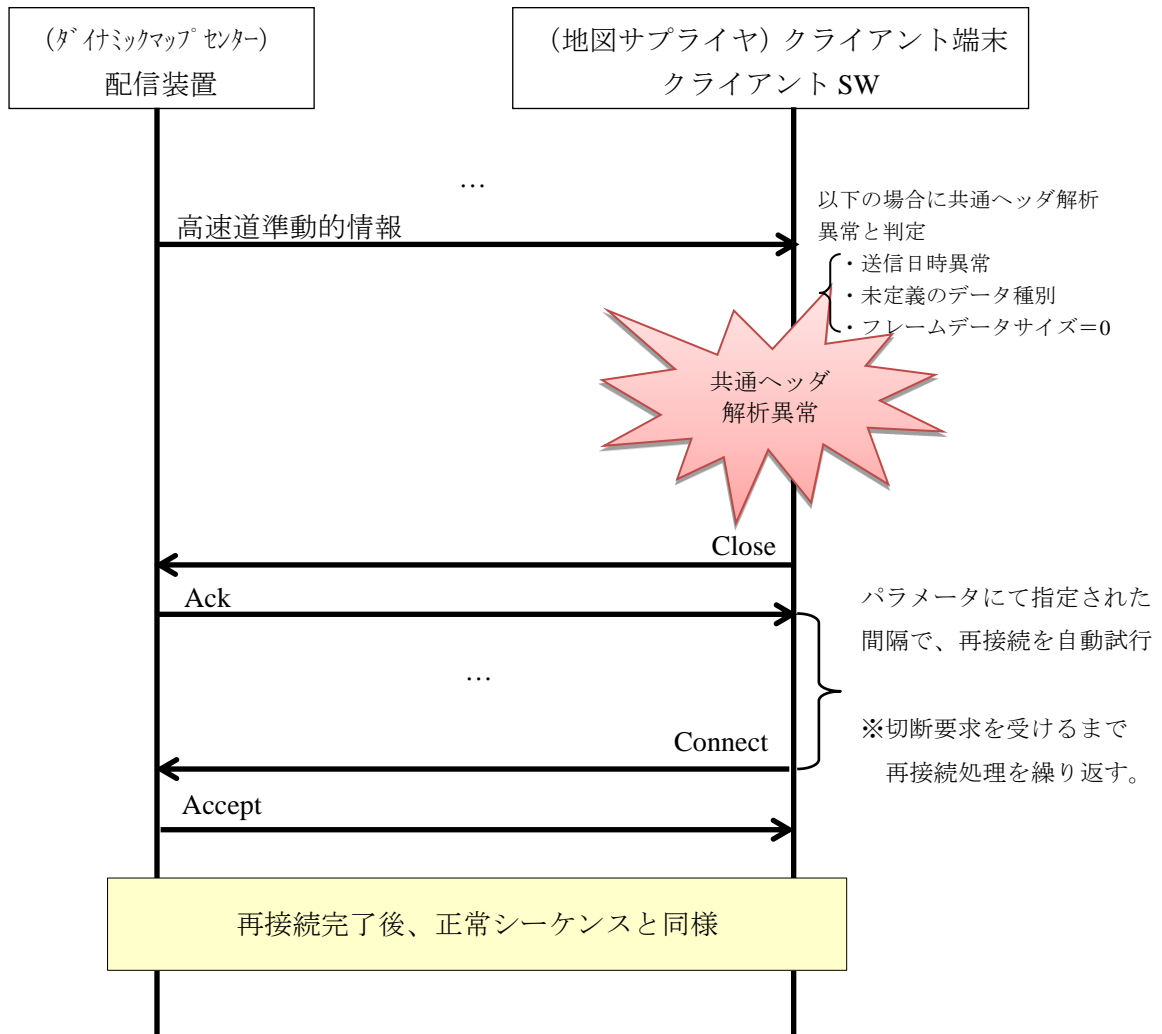 (ﾀﾞｲﾅﾐｯｸﾏｯﾌﾟｾﾝﾀｰ)
配信装置
(地図サプライヤ) クライアント端末
クライアント SW
…
高速道準動的情報
以下の場合に共通ヘッダ解析
異常と判定
・送信日時異常
・未定義のデータ種別
・フレームデータサイズ＝0
共通ヘッダ
解析異常
Close
Ack
パラメータにて指定された
間隔で、再接続を自動試行
…
※切断要求を受けるまで
再接続処理を繰り返す。
Connect
Accept
再接続完了後、正常シーケンスと同様